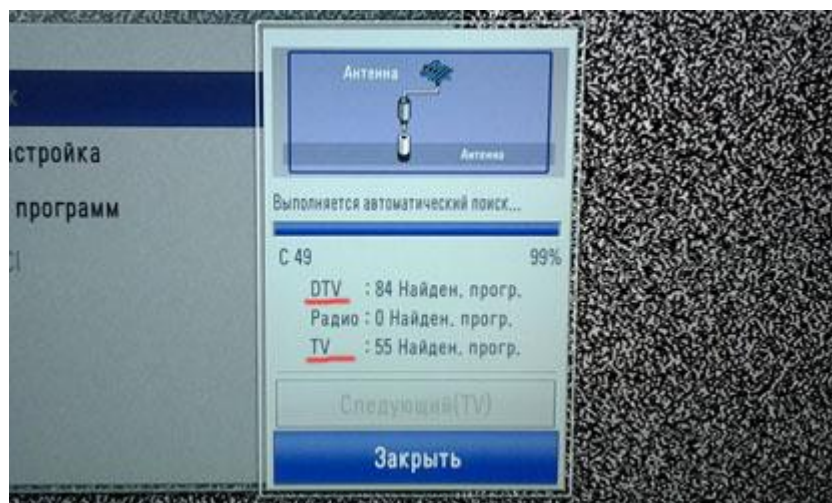 Антенна
Антенна
стройка
программ
Выполняется автоматический поиск...
С 49 99%
DTV : 84 Найден. прогр.
Радио : 0 Найден. прогр.
TV : 55 Найден. прогр.
Следующий(TV)
Закрыть